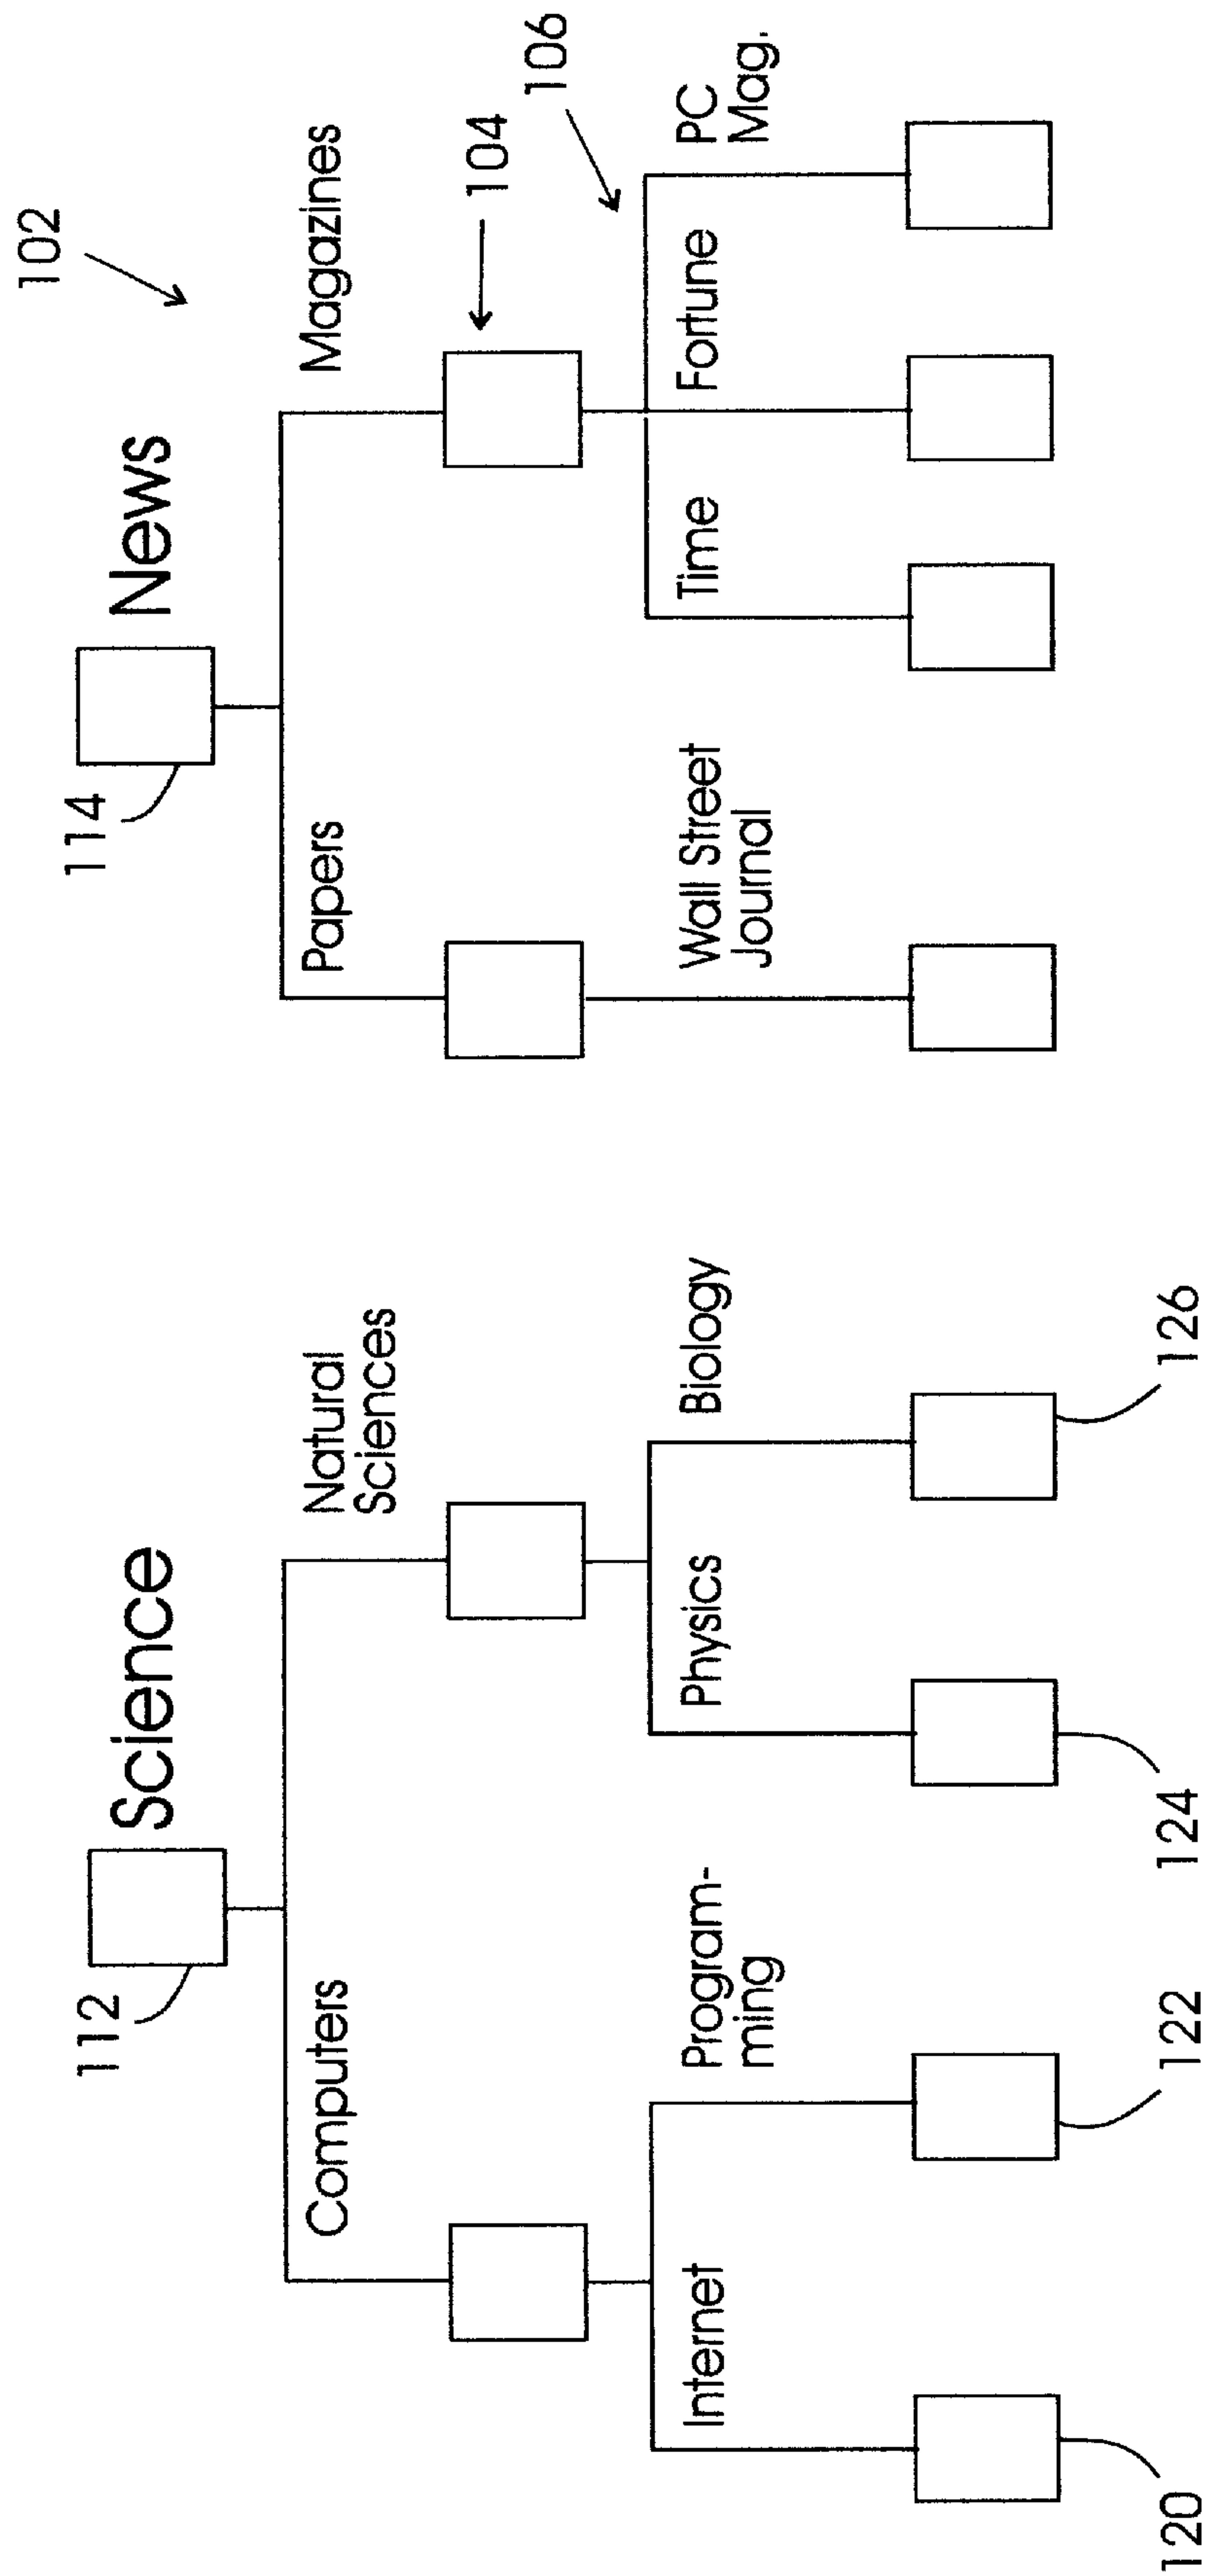 102
112
Science
114
News
Computers
Natural
Sciences
Papers
Magazines
104
106
Internet
Program-
ming
Physics
Biology
Wall Street
Journal
Time
Fortune
PC
Mag.
120
122
124
126